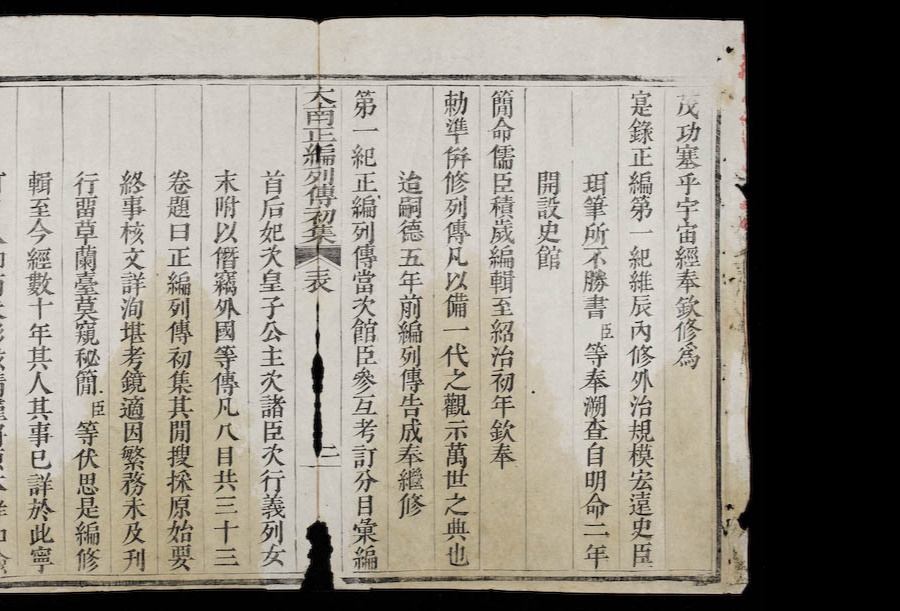 茂功塞乎宇宙經奉欽修爲
寔錄正編第一紀維辰內修外治規模宏遠史臣
珥筆所不勝書臣等奉溯查自明命二年
開設史館
簡命儒臣積歲編輯至紹治初年欽奉
勅準併修列傳凡以備一代之觀示萬世之典也
迨嗣德五年前編列傳告成奉繼修
第一紀正編列傳當次館臣參互考訂分目彙編
大南正編列傳初集 表 二
首后妃次皇子公主次諸臣次行義列女
末附以僭竊外國等傳凡八目共三十三
卷題曰正編列傳初集其閒搜採原始要
終事核文詳洵堪考鏡適因繁務未及刊
行畱草蘭臺莫窺秘簡臣等伏思是編修
輯至今經數十年其人其事已詳於此寧